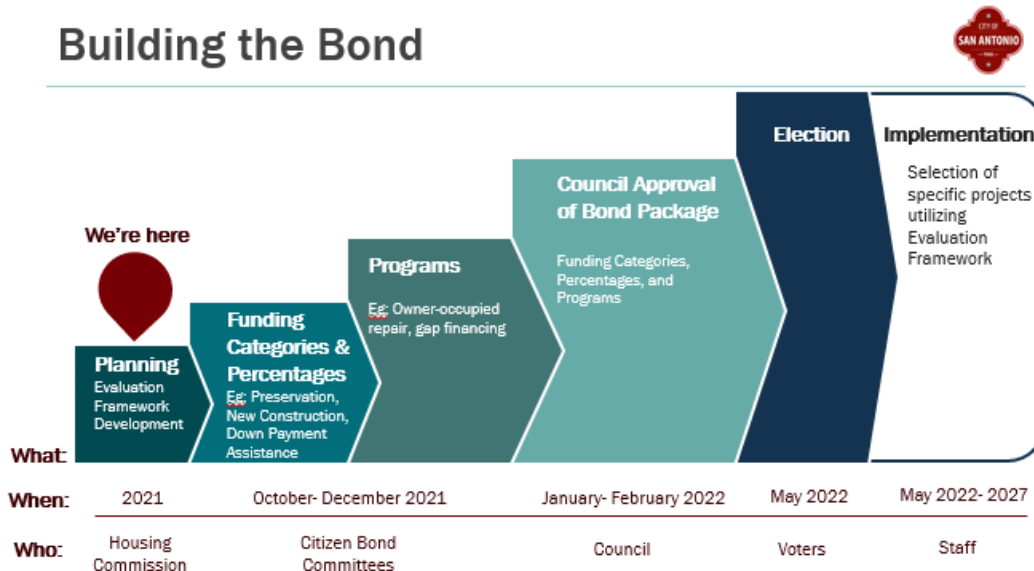 Building the Bond
CITY OF
SAN ANTONIO
TEXAS
We're here
Planning
Evaluation
Framework
Development
Funding
Categories &
Percentages
Eg: Preservation,
New Construction,
Down Payment
Assistance
Programs
Eg: Owner-occupied
repair, gap financing
Council Approval
of Bond Package
Funding Categories,
Percentages, and
Programs
Election
Implementation
Selection of
specific projects
utilizing
Evaluation
Framework
What:
When:
2021
October- December 2021
January- February 2022
May 2022
May 2022- 2027
Who:
Housing
Commission
Citizen Bond
Committees
Council
Voters
Staff